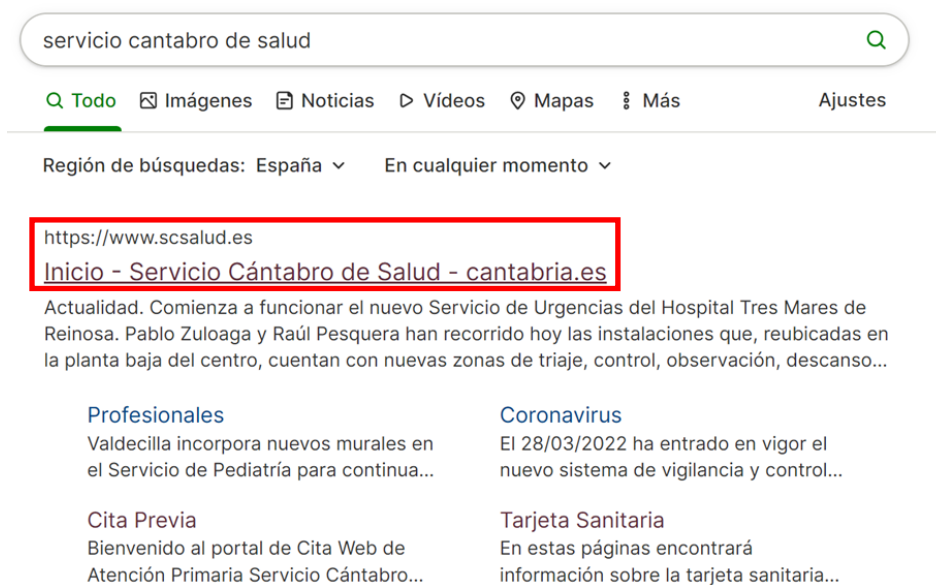 servicio cantabro de salud
Todo Imágenes Noticias Vídeos Mapas Más Ajustes
Región de búsquedas: España En cualquier momento
https://www.scsalud.es
Inicio - Servicio Cántabro de Salud - cantabria.es
Actualidad. Comienza a funcionar el nuevo Servicio de Urgencias del Hospital Tres Mares de
Reinosa. Pablo Zuloaga y Raúl Pesquera han recorrido hoy las instalaciones que, reubicadas en
la planta baja del centro, cuentan con nuevas zonas de triaje, control, observación, descanso...
Profesionales
Valdecilla incorpora nuevos murales en
el Servicio de Pediatría para continua...
Coronavirus
El 28/03/2022 ha entrado en vigor el
nuevo sistema de vigilancia y control...
Cita Previa
Bienvenido al portal de Cita Web de
Atención Primaria Servicio Cántabro...
Tarjeta Sanitaria
En estas páginas encontrará
información sobre la tarjeta sanitaria...